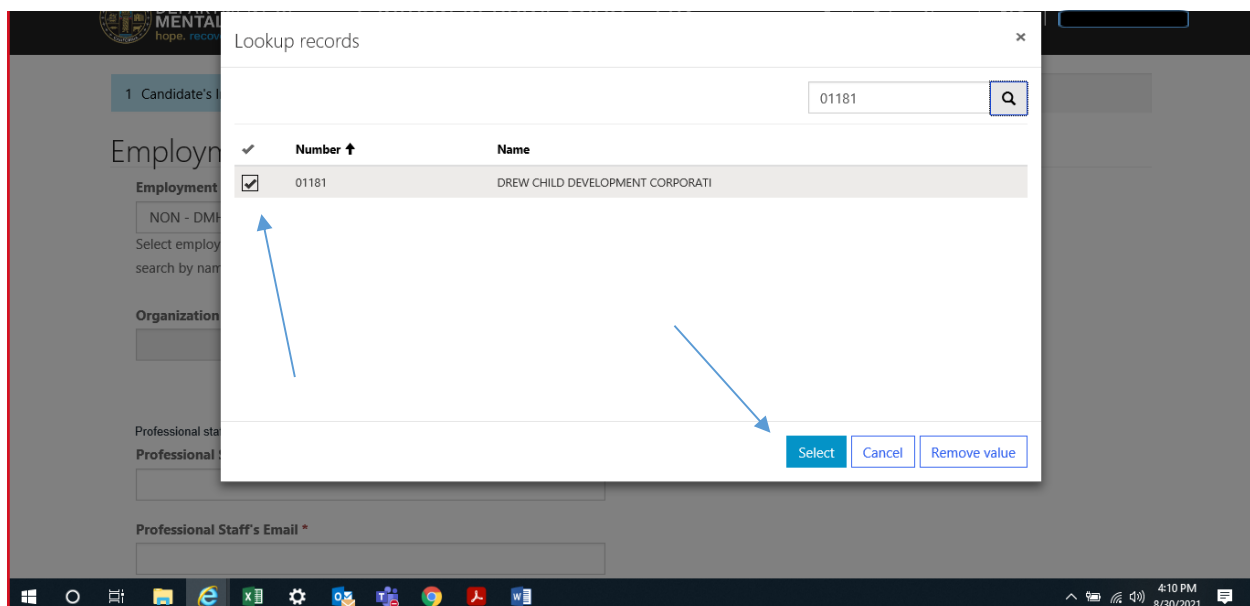 MENTAL
hope. recov
Lookup records
×
1 Candidate's I
01181
Number ↑ Name
01181 DREW CHILD DEVELOPMENT CORPORATI
Employm
Employment
NON - DMH
Select employ
search by nam
Organization
Professional sta
Professional
Select Cancel Remove value
Professional Staff's Email *
4:10 PM
8/30/2021